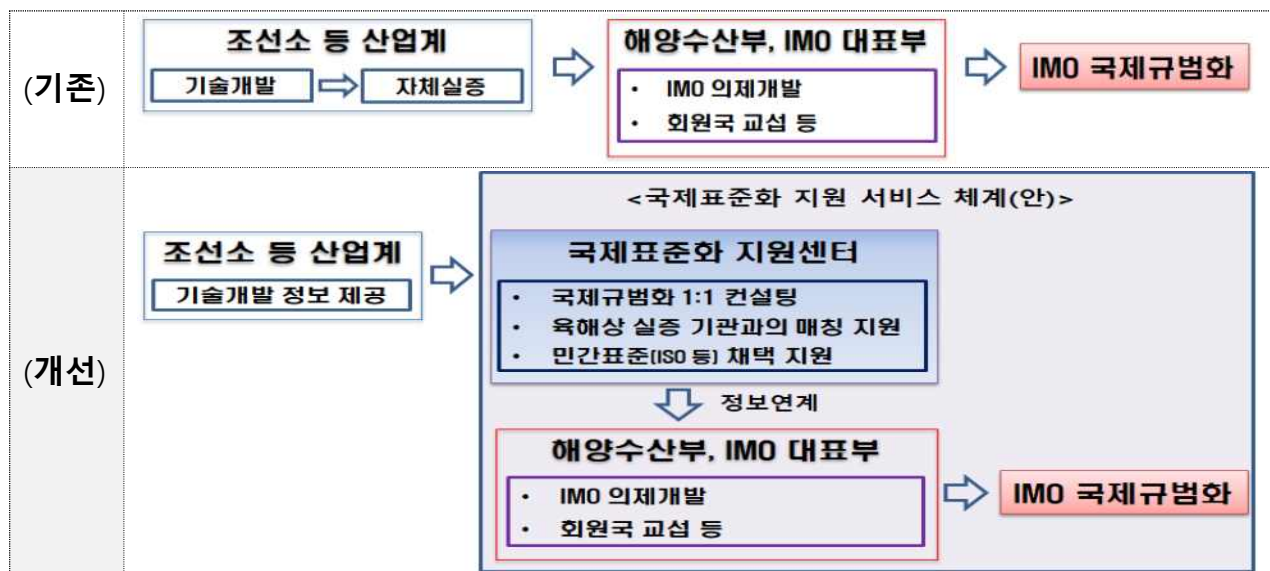 (기존)
조선소 등 산업계
기술개발
자체실증
해양수산부, IMO 대표부
• IMO 의제개발
• 회원국 교섭 등
IMO 국제규범화
(개선)
조선소 등 산업계
기술개발 정보 제공
<국제표준화 지원 서비스 체계(안)>
국제표준화 지원센터
• 국제규범화 1:1 컨설팅
• 육해상 실증 기관과의 매칭 지원
• 민간표준(ISO 등) 채택 지원
정보연계
해양수산부, IMO 대표부
• IMO 의제개발
• 회원국 교섭 등
IMO 국제규범화